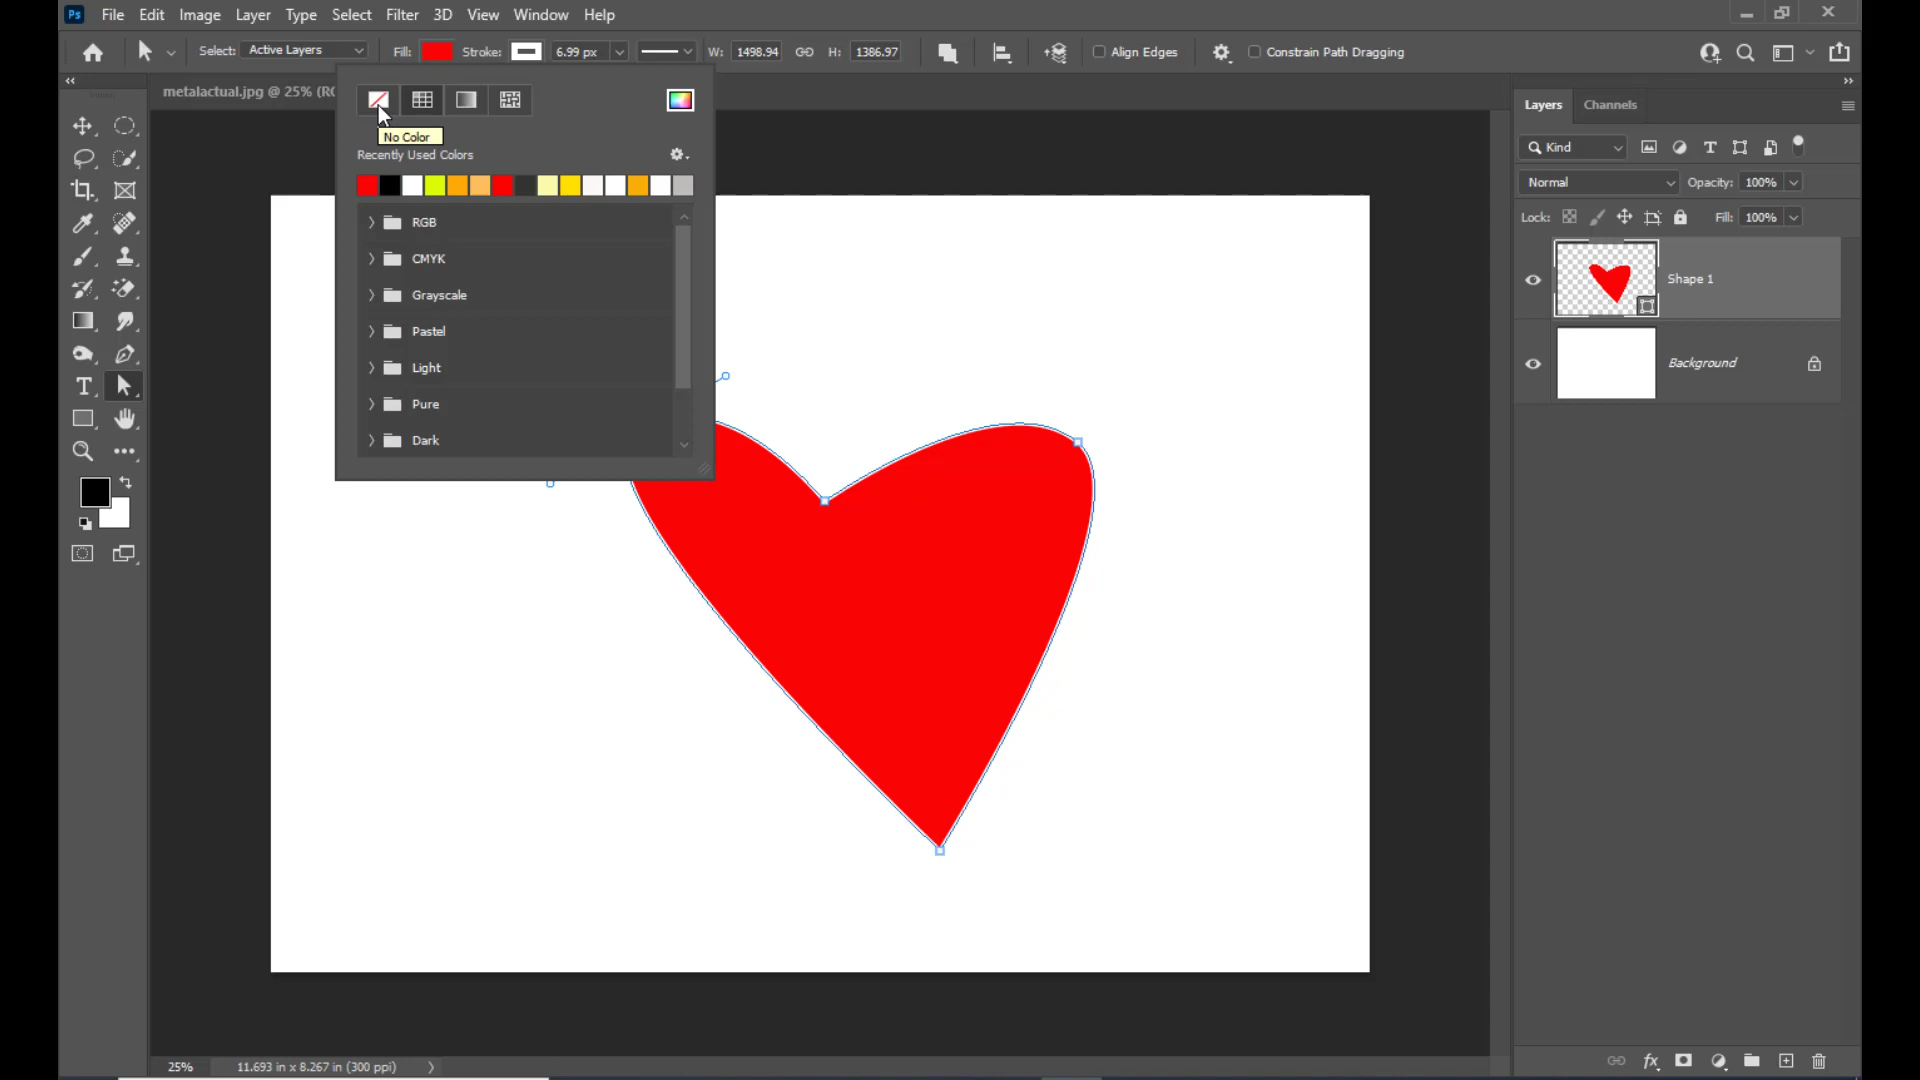 Ps File Edit Image Layer Type Select Filter 3D View Window Help
Select: Active Layers Fill: Stroke: 6.99 px W: 1498.94 H: 1386.97 Align Edges Constrain Path Dragging
metalactual.jpg @ 25% (RG
No Color
Recently Used Colors
RGB
CMYK
Grayscale
Pastel
Light
Pure
Dark
Layers Channels
Kind
Normal Opacity: 100%
Lock: Fill: 100%
Shape 1
Background
25% 11.693 in x 8.267 in (300 ppi)